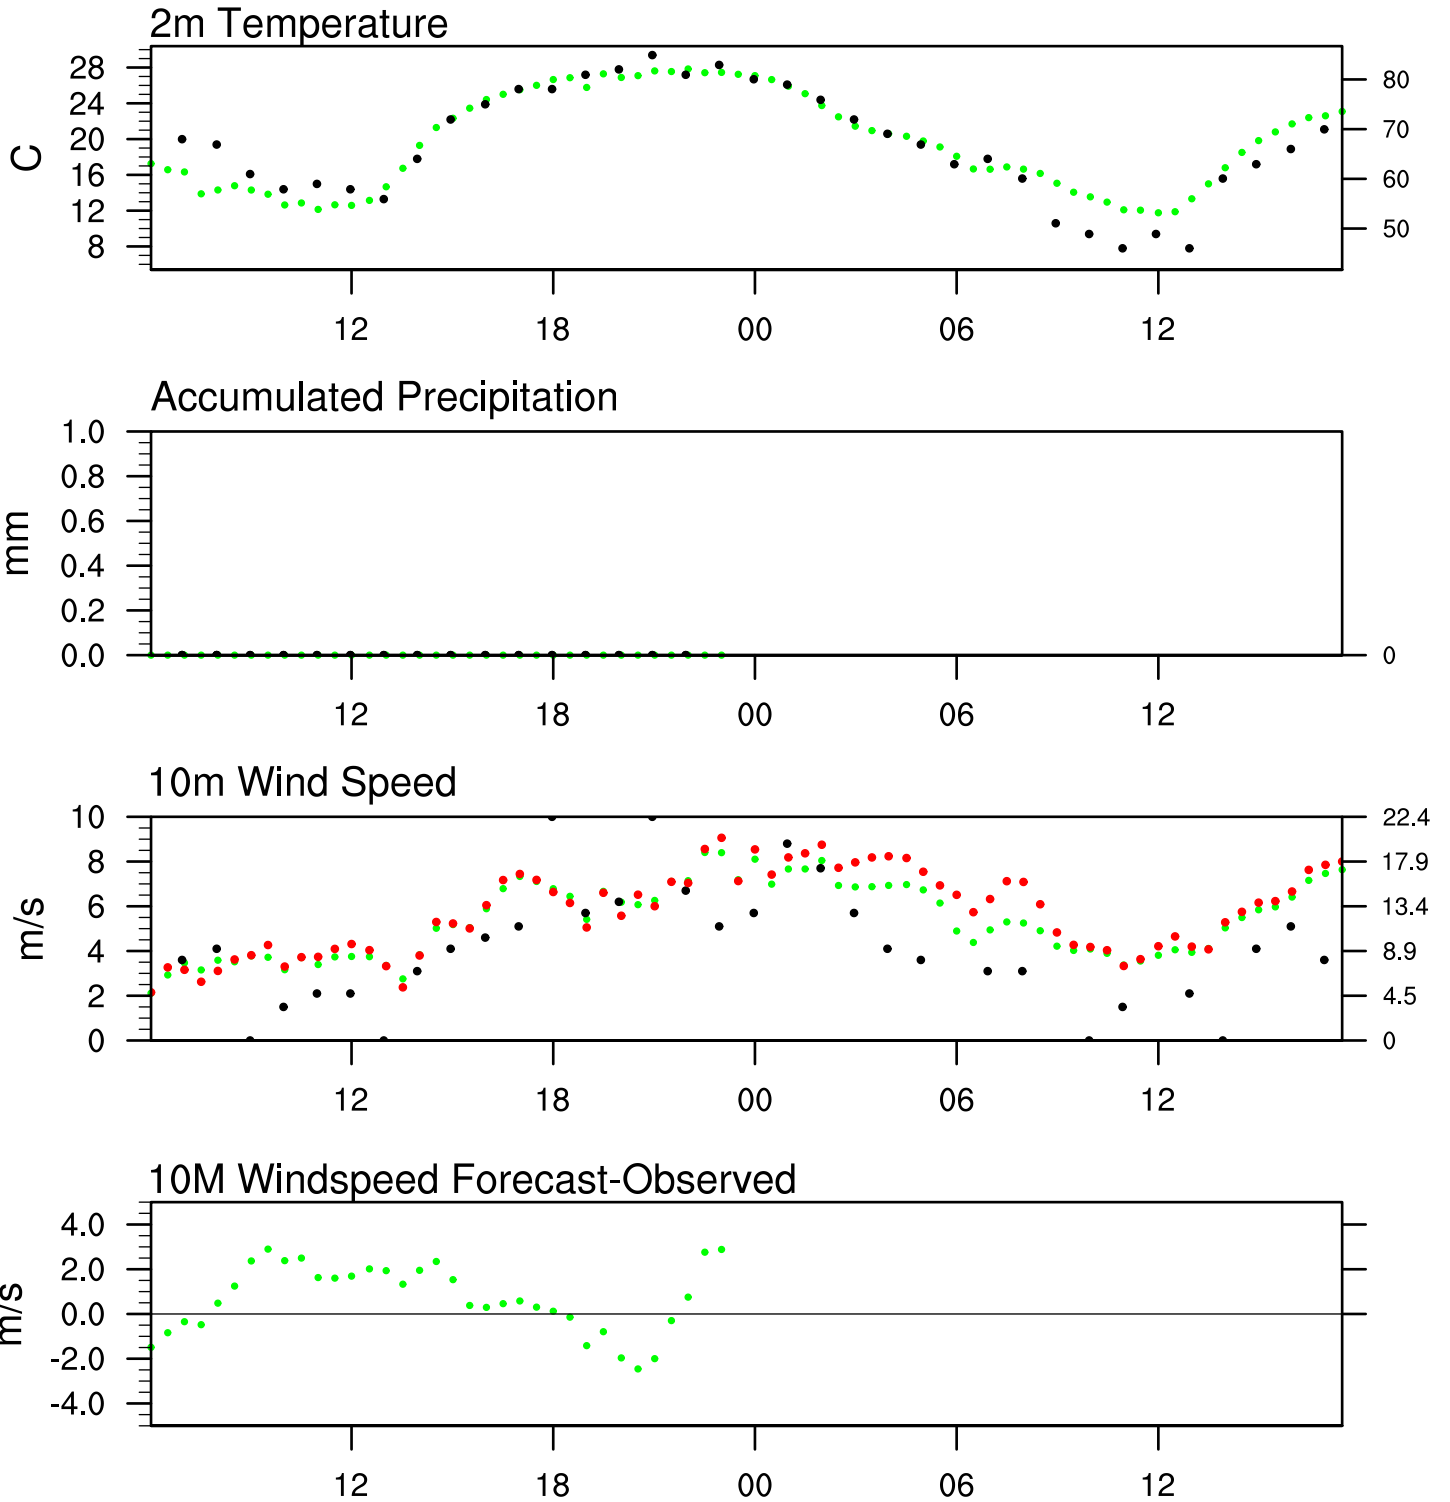 2m Temperature
28
24
20
16
12
8
C
80
70
60
50
12 18 00 06 12
Accumulated Precipitation
1.0
0.8
0.6
0.4
0.2
0.0
mm
0
12 18 00 06 12
10m Wind Speed
10
8
6
4
2
0
m/s
22.4
17.9
13.4
8.9
4.5
0
12 18 00 06 12
10M Windspeed Forecast-Observed
4.0
2.0
0.0
-2.0
-4.0
m/s
12 18 00 06 12